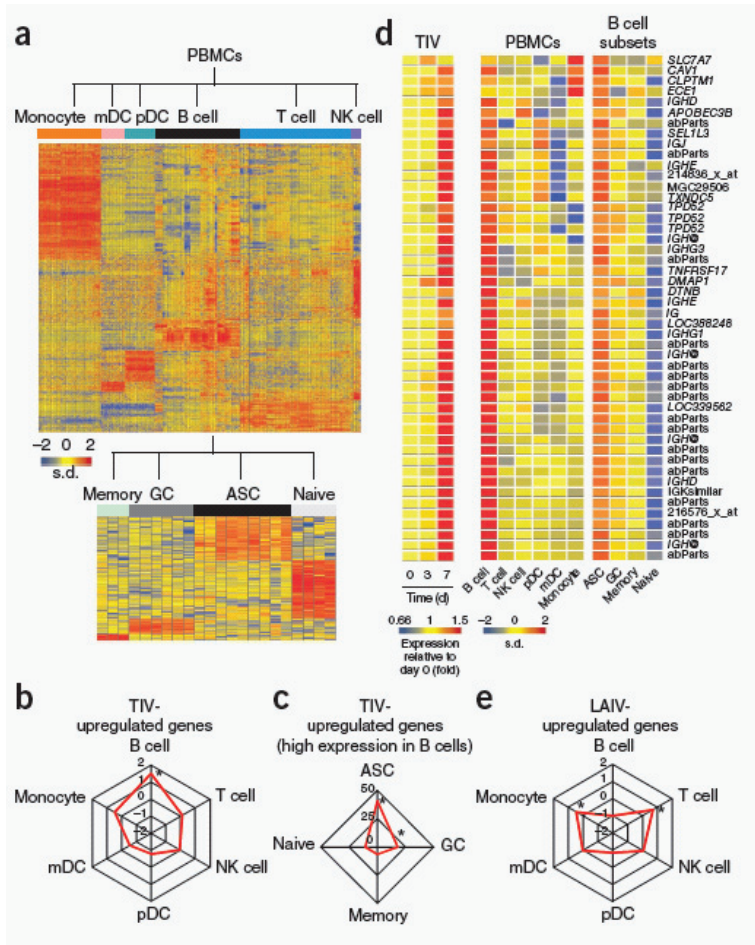 a
PBMCs
Monocyte mDC pDC B cell T cell NK cell
−2 0 2
s.d.
Memory GC ASC Naive
d
TIV PBMCs B cell subsets
SLC7A7
CAV1
CLPTM1
ECE1
IGHD
APOBEC3B
abParts
SEL1L3
IGJ
abParts
IGHE
214836_x_at
MGC29506
TXNDC5
TPD52
TPD52
TPD52
IGH@
IGHG3
abParts
TNFRSF17
DMAP1
DTNB
IGHE
IG
LOC388248
IGHG1
abParts
IGH@
abParts
abParts
abParts
abParts
LOC339562
abParts
abParts
IGH@
abParts
abParts
abParts
IGHD
IGKsimilar
abParts
216576_x_at
abParts
abParts
IGH@
abParts
0 3 7
Time (d)
B cell
T cell
NK cell
pDC
mDC
Monocyte
ASC
GC
Memory
Naive
0.66 1 1.5
Expression
relative to
day 0 (fold)
−2 0 2
s.d.
b
TIV-
upregulated genes
B cell
2
1
0
−1
−2
*
Monocyte
T cell
mDC
NK cell
pDC
c
TIV-
upregulated genes
(high expression in B cells)
ASC
50
25
0
*
*
Naive
GC
Memory
e
LAIV-
upregulated genes
B cell
2
1
0
−1
−2
*
*
Monocyte
T cell
mDC
NK cell
pDC